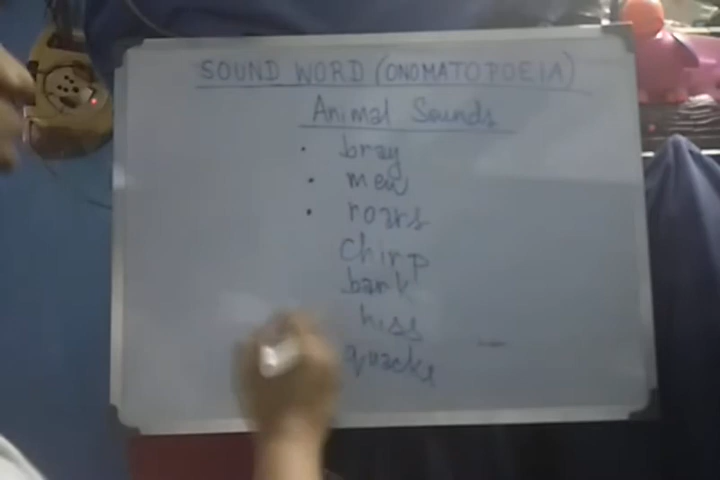 SOUND WORD (ONOMATOPOEIA)
Animal Sounds
• bray
• mew
• roars
chirp
bark
hiss
quacks